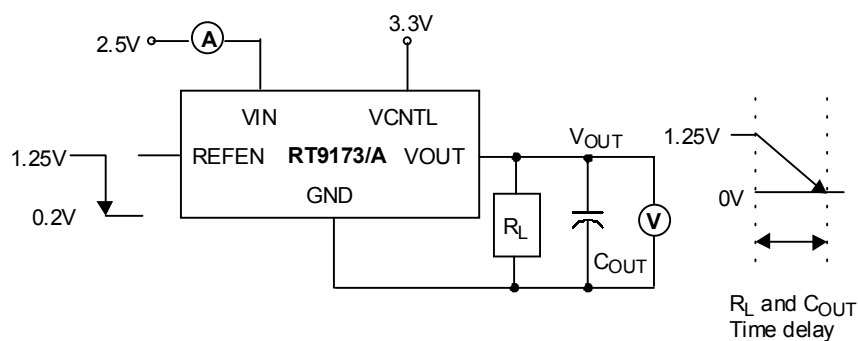 3.3V
2.5V
A
VIN
VCNTL
1.25V
REFEN
RT9173/A
VOUT
GND
0.2V
VOUT
RL
COUT
V
1.25V
0V
RL and COUT
Time delay